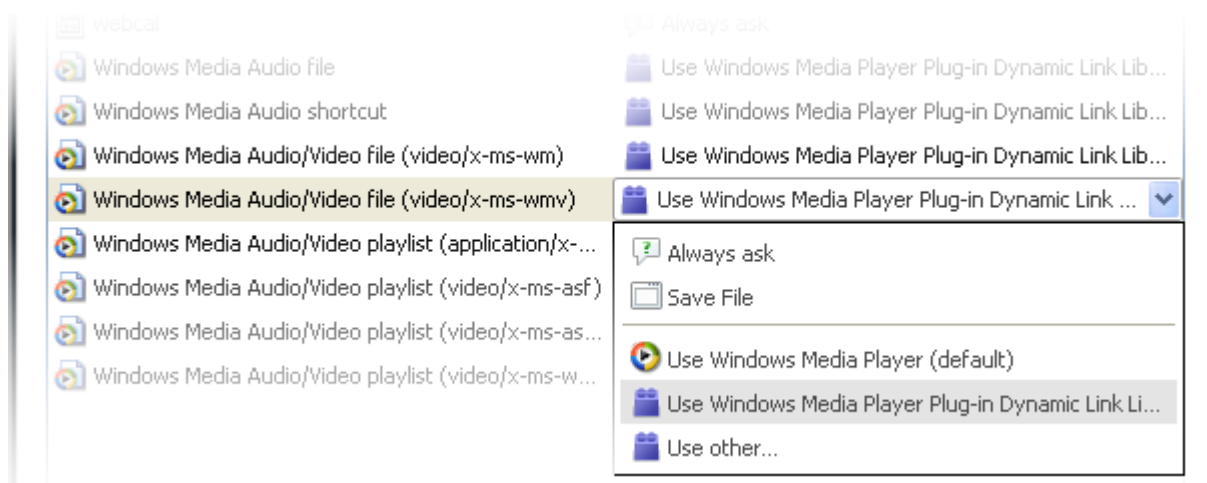 webcal Always ask
Windows Media Audio file Use Windows Media Player Plug-in Dynamic Link Lib...
Windows Media Audio shortcut Use Windows Media Player Plug-in Dynamic Link Lib...
Windows Media Audio/Video file (video/x-ms-wm) Use Windows Media Player Plug-in Dynamic Link Lib...
Windows Media Audio/Video file (video/x-ms-wmv) Use Windows Media Player Plug-in Dynamic Link ...
Windows Media Audio/Video playlist (application/x-...
Windows Media Audio/Video playlist (video/x-ms-asf)
Windows Media Audio/Video playlist (video/x-ms-as...
Windows Media Audio/Video playlist (video/x-ms-w...
Always ask
Save File
Use Windows Media Player (default)
Use Windows Media Player Plug-in Dynamic Link Li...
Use other...